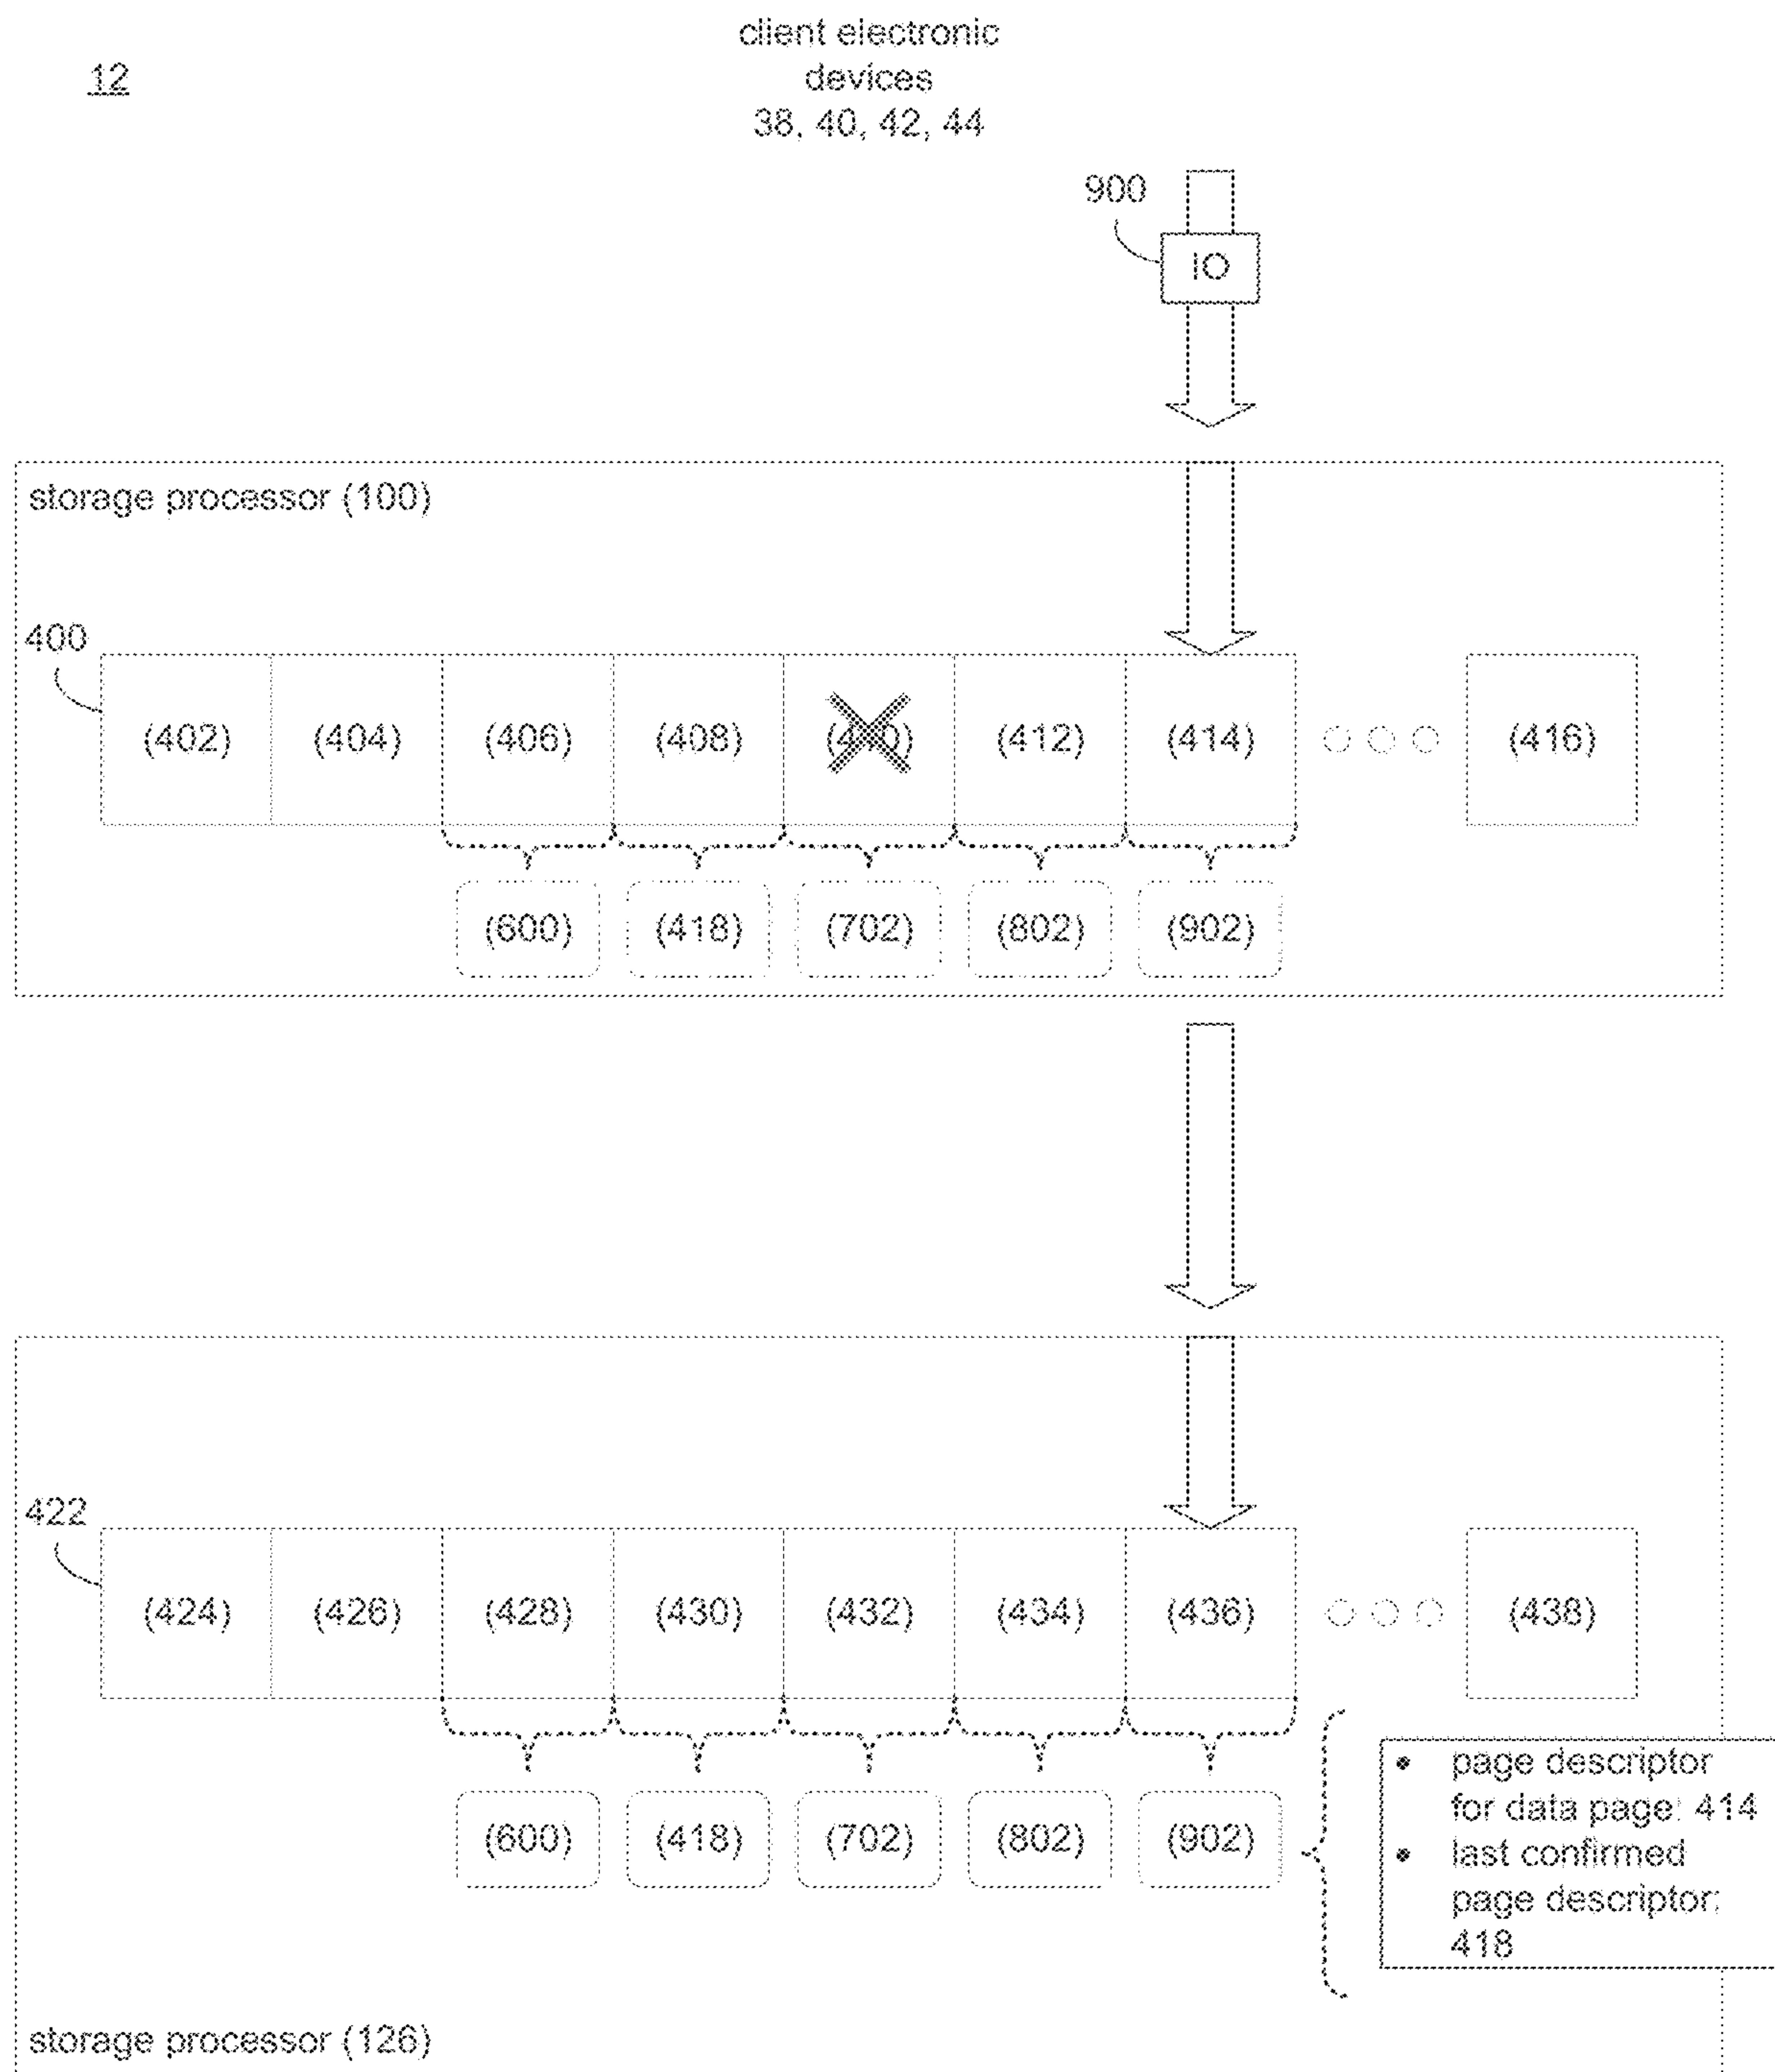 client electronic
devices
38, 40, 42, 44
12
900
IO
storage processor (100)
400
(402) (404) (406) (408) (410) (412) (414) (416)
(600) (418) (702) (802) (902)
422
(424) (426) (428) (430) (432) (434) (436) (438)
(600) (418) (702) (802) (902)
• page descriptor
for data page: 414
• last confirmed
page descriptor:
418
storage processor (126)